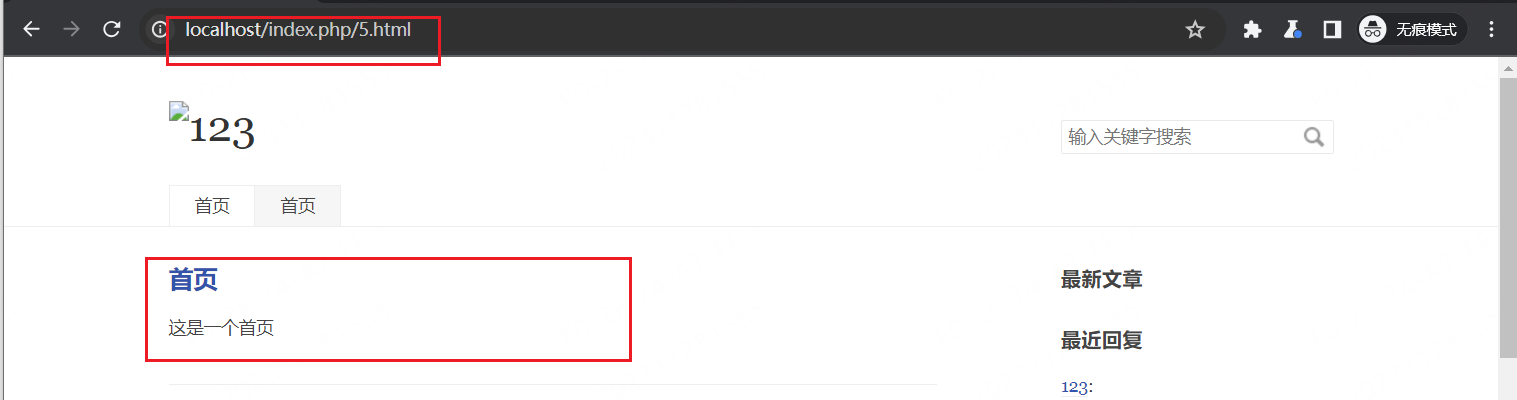 localhost/index.php/5.html
无痕模式
123
输入关键字搜索
首页 首页
首页
这是一个首页
最新文章
最近回复
123: